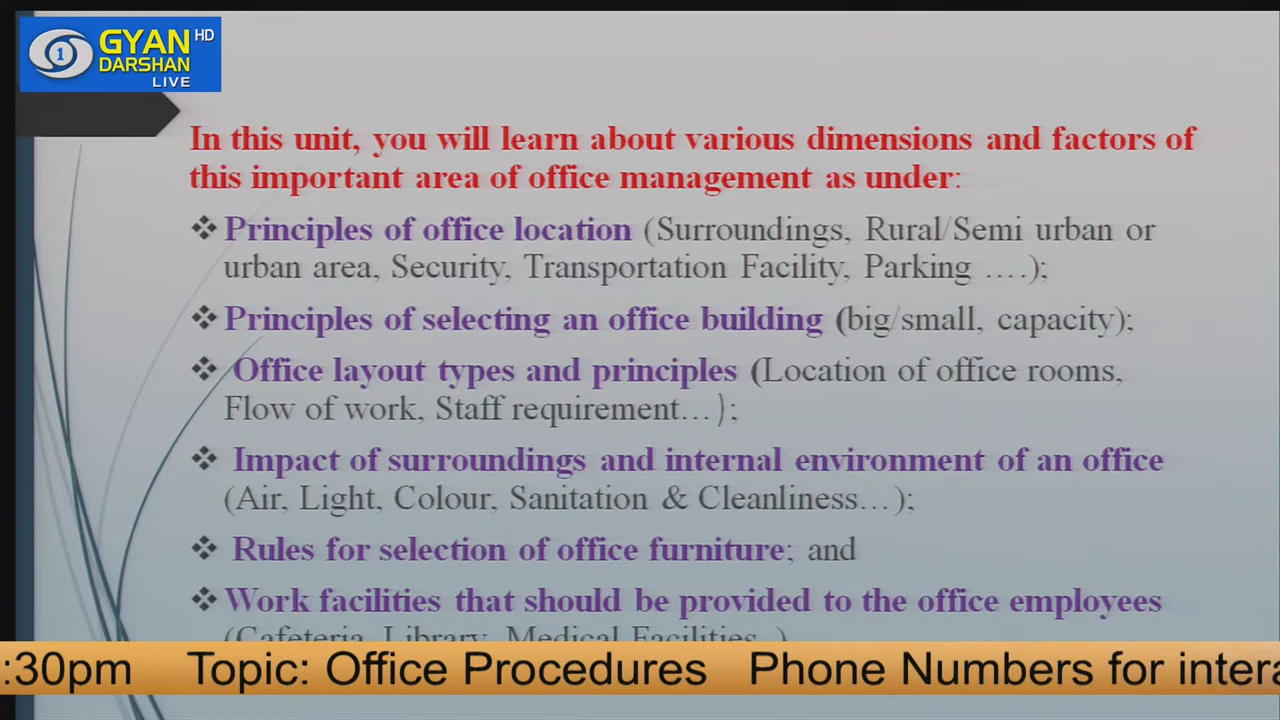 GYAN HD
DARSHAN
LIVE
1
In this unit, you will learn about various dimensions and factors of
this important area of office management as under:
❖ Principles of office location (Surroundings, Rural/Semi urban or
urban area, Security, Transportation Facility, Parking ….);
❖ Principles of selecting an office building (big/small, capacity);
❖ Office layout types and principles (Location of office rooms,
Flow of work, Staff requirement…);
❖ Impact of surroundings and internal environment of an office
(Air, Light, Colour, Sanitation & Cleanliness…);
❖ Rules for selection of office furniture; and
❖ Work facilities that should be provided to the office employees
(Cafeteria, Library, Medical Facilities..)
:30pm Topic: Office Procedures Phone Numbers for intera